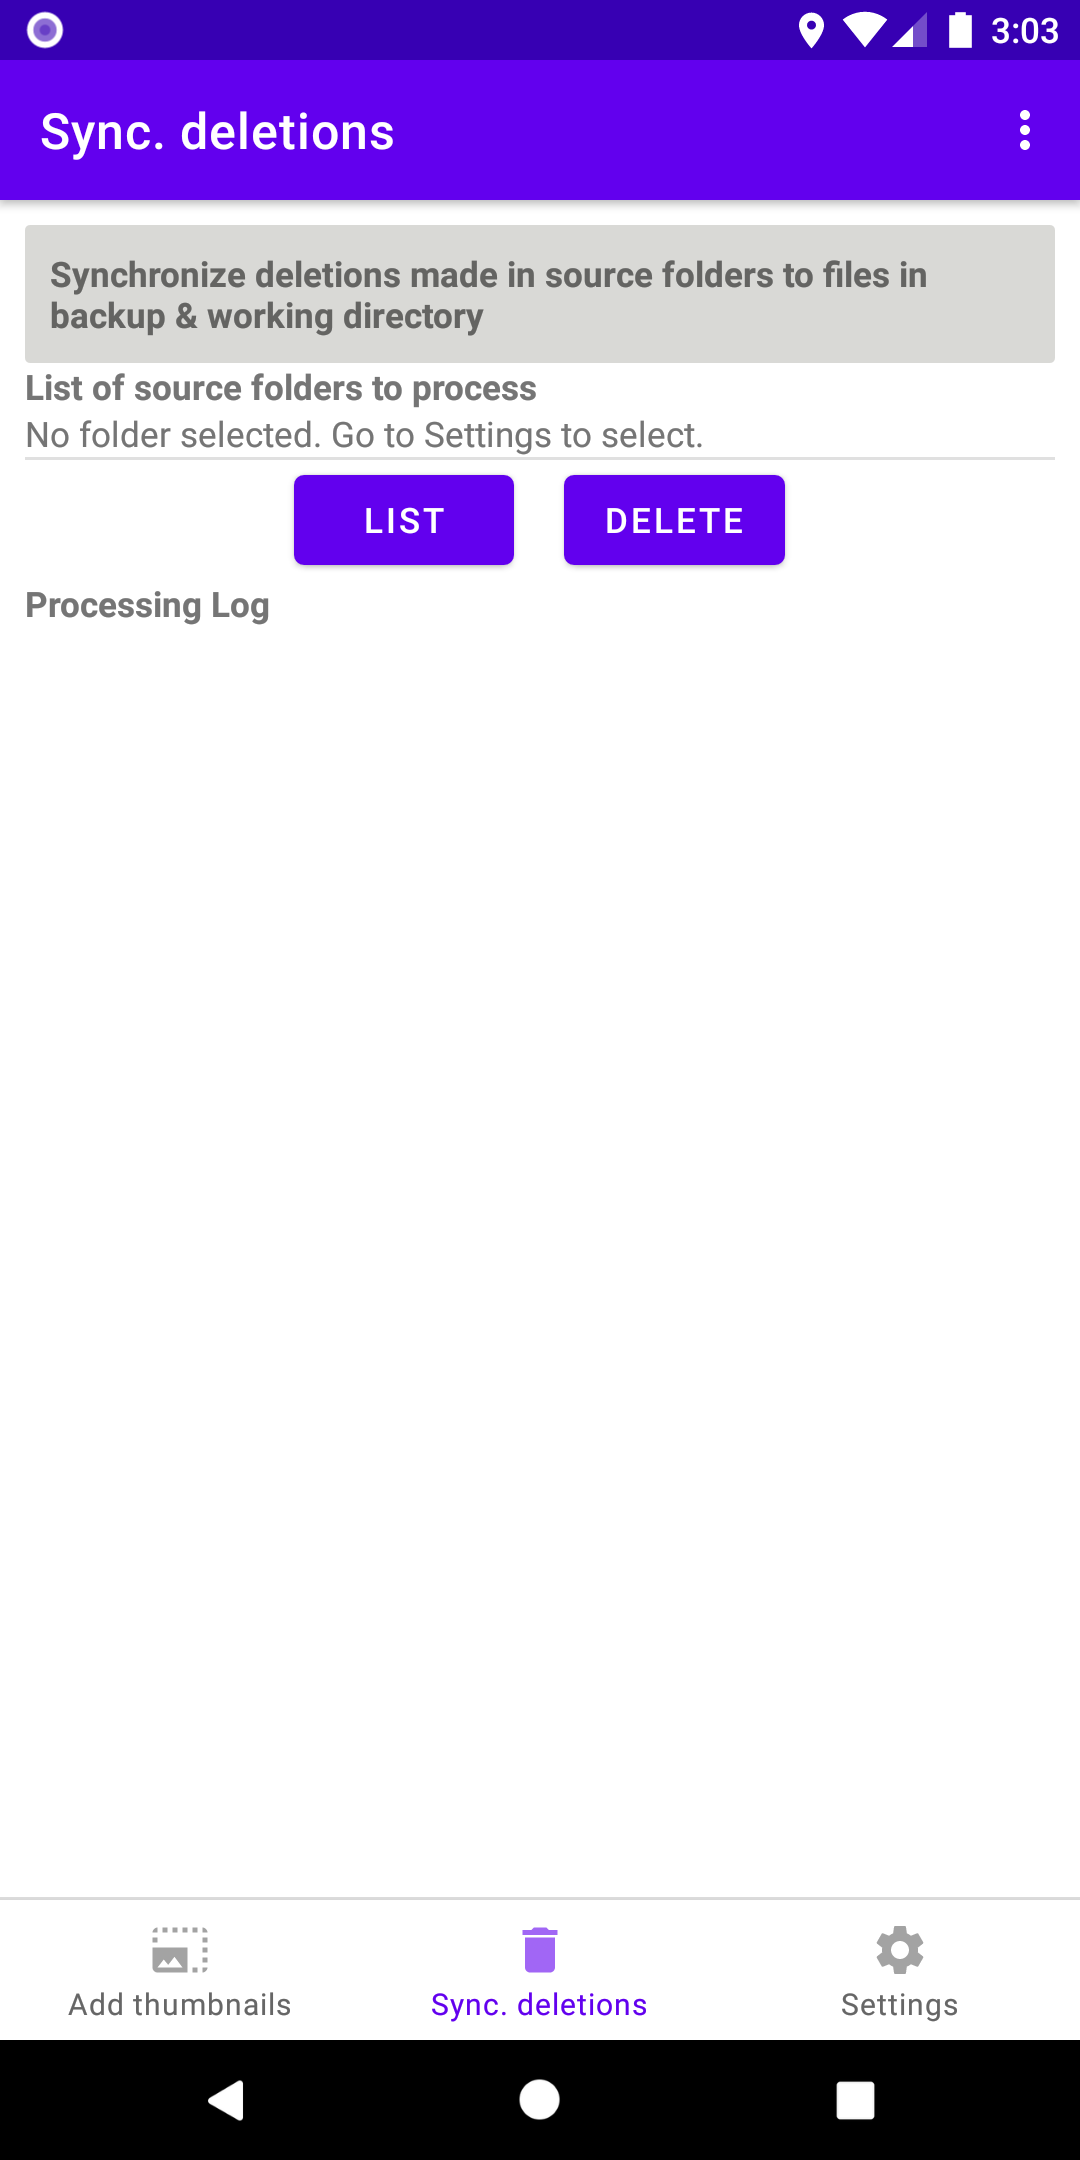 3:03
Sync. deletions
Synchronize deletions made in source folders to files in
backup & working directory
List of source folders to process
No folder selected. Go to Settings to select.
LIST
DELETE
Processing Log
Add thumbnails
Sync. deletions
Settings